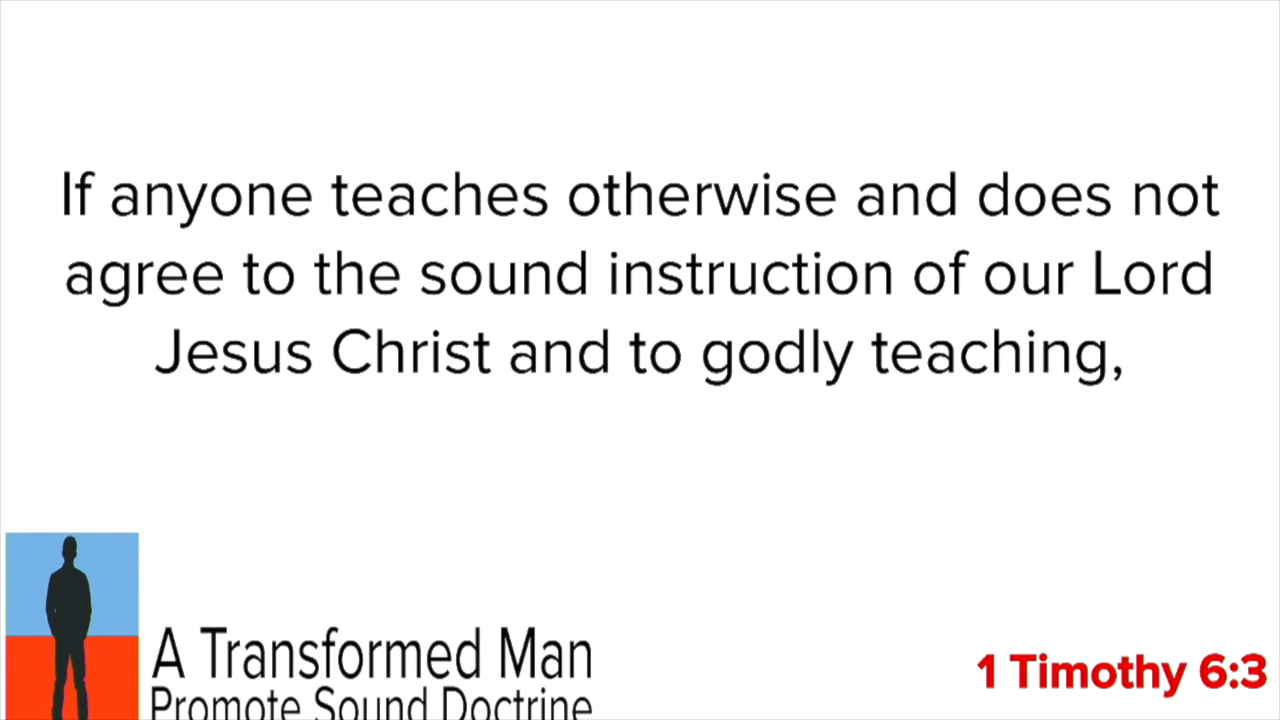 If anyone teaches otherwise and does not
agree to the sound instruction of our Lord
Jesus Christ and to godly teaching,
A Transformed Man
Promote Sound Doctrine
1 Timothy 6:3